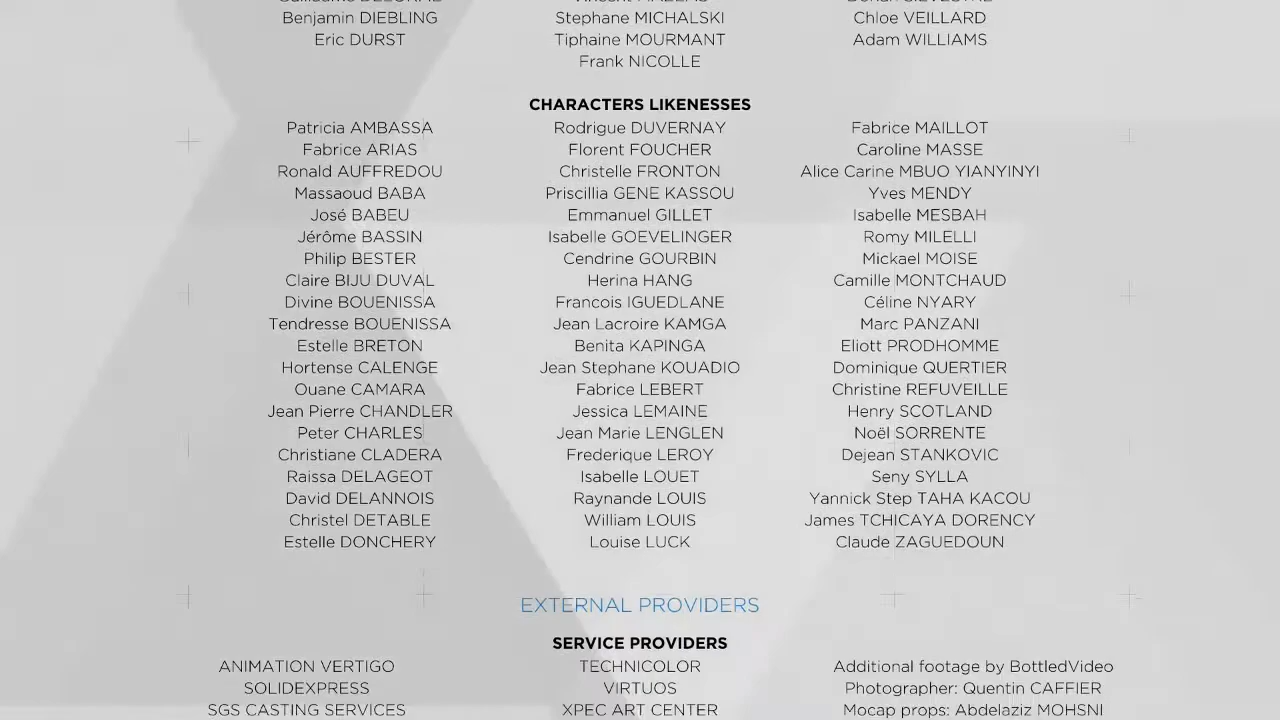 Benjamin DIEBLING
Eric DURST
Stephane MICHALSKI
Tiphaine MOURMANT
Frank NICOLLE
Chloe VEILLARD
Adam WILLIAMS
CHARACTERS LIKENESSES
Patricia AMBASSA
Fabrice ARIAS
Ronald AUFFREDOU
Massaoud BABA
José BABEU
Jérôme BASSIN
Philip BESTER
Claire BIJU DUVAL
Divine BOUENISSA
Tendresse BOUENISSA
Estelle BRETON
Hortense CALENGE
Ouane CAMARA
Jean Pierre CHANDLER
Peter CHARLES
Christiane CLADERA
Raissa DELAGEOT
David DELANNOIS
Christel DETABLE
Estelle DONCHERY
Rodrigue DUVERNAY
Florent FOUCHER
Christelle FRONTON
Priscillia GENE KASSOU
Emmanuel GILLET
Isabelle GOEVELINGER
Cendrine GOURBIN
Herina HANG
Francois IGUEDLANE
Jean Lacroire KAMGA
Benita KAPINGA
Jean Stephane KOUADIO
Fabrice LEBERT
Jessica LEMAINE
Jean Marie LENGLEN
Frederique LEROY
Isabelle LOUET
Raynande LOUIS
William LOUIS
Louise LUCK
Fabrice MAILLOT
Caroline MASSE
Alice Carine MBUO YIANYINYI
Yves MENDY
Isabelle MESBAH
Romy MILELLI
Mickael MOISE
Camille MONTCHAUD
Céline NYARY
Marc PANZANI
Eliott PRODHOMME
Dominique QUERTIER
Christine REFUVEILLE
Henry SCOTLAND
Noël SORRENTE
Dejean STANKOVIC
Seny SYLLA
Yannick Step TAHA KACOU
James TCHICAYA DORENCY
Claude ZAGUEDOUN
EXTERNAL PROVIDERS
SERVICE PROVIDERS
ANIMATION VERTIGO
SOLIDEXPRESS
SGS CASTING SERVICES
TECHNICOLOR
VIRTUOS
XPEC ART CENTER
Additional footage by BottledVideo
Photographer: Quentin CAFFIER
Mocap props: Abdelaziz MOHSNI